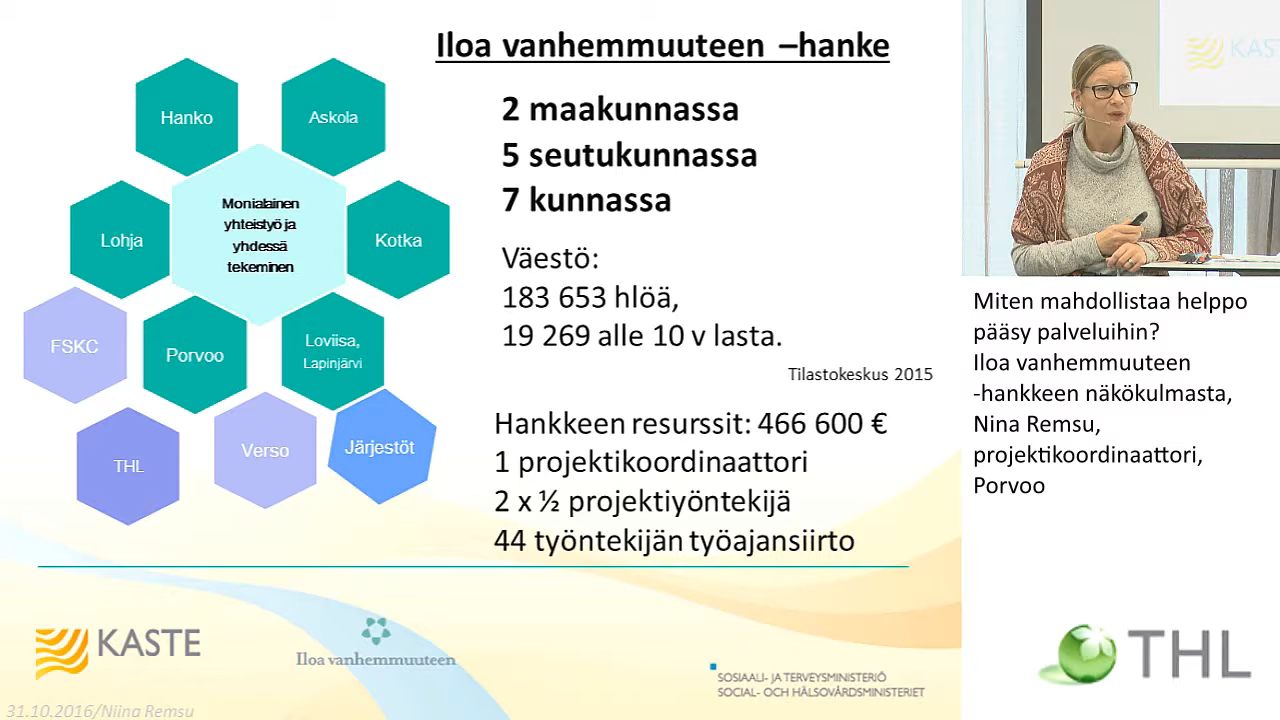 Iloa vanhemmuuteen –hanke
Hanko
Askola
Monialainen
yhteistyö ja
yhdessä
tekeminen
Lohja
Kotka
FSKC
Porvoo
Loviisa,
Lapinjärvi
THL
Verso
Järjestöt
2 maakunnassa
5 seutukunnassa
7 kunnassa
Väestö:
183 653 hlöä,
19 269 alle 10 v lasta.
Tilastokeskus 2015
Hankkeen resurssit: 466 600 €
1 projektikoordinaattori
2 x ½ projektiyöntekijä
44 työntekijän työajansiirto
KASTE
Iloa vanhemmuuteen
SOSIAALI- JA TERVEYSMINISTERIÖ
SOCIAL- OCH HÄLSOVÅRDSMINISTERIET
31.10.2016/Niina Remsu
KASTE
Miten mahdollistaa helppo
pääsy palveluihin?
Iloa vanhemmuuteen
-hankkeen näkökulmasta,
Nina Remsu,
projektikoordinaattori,
Porvoo
THL